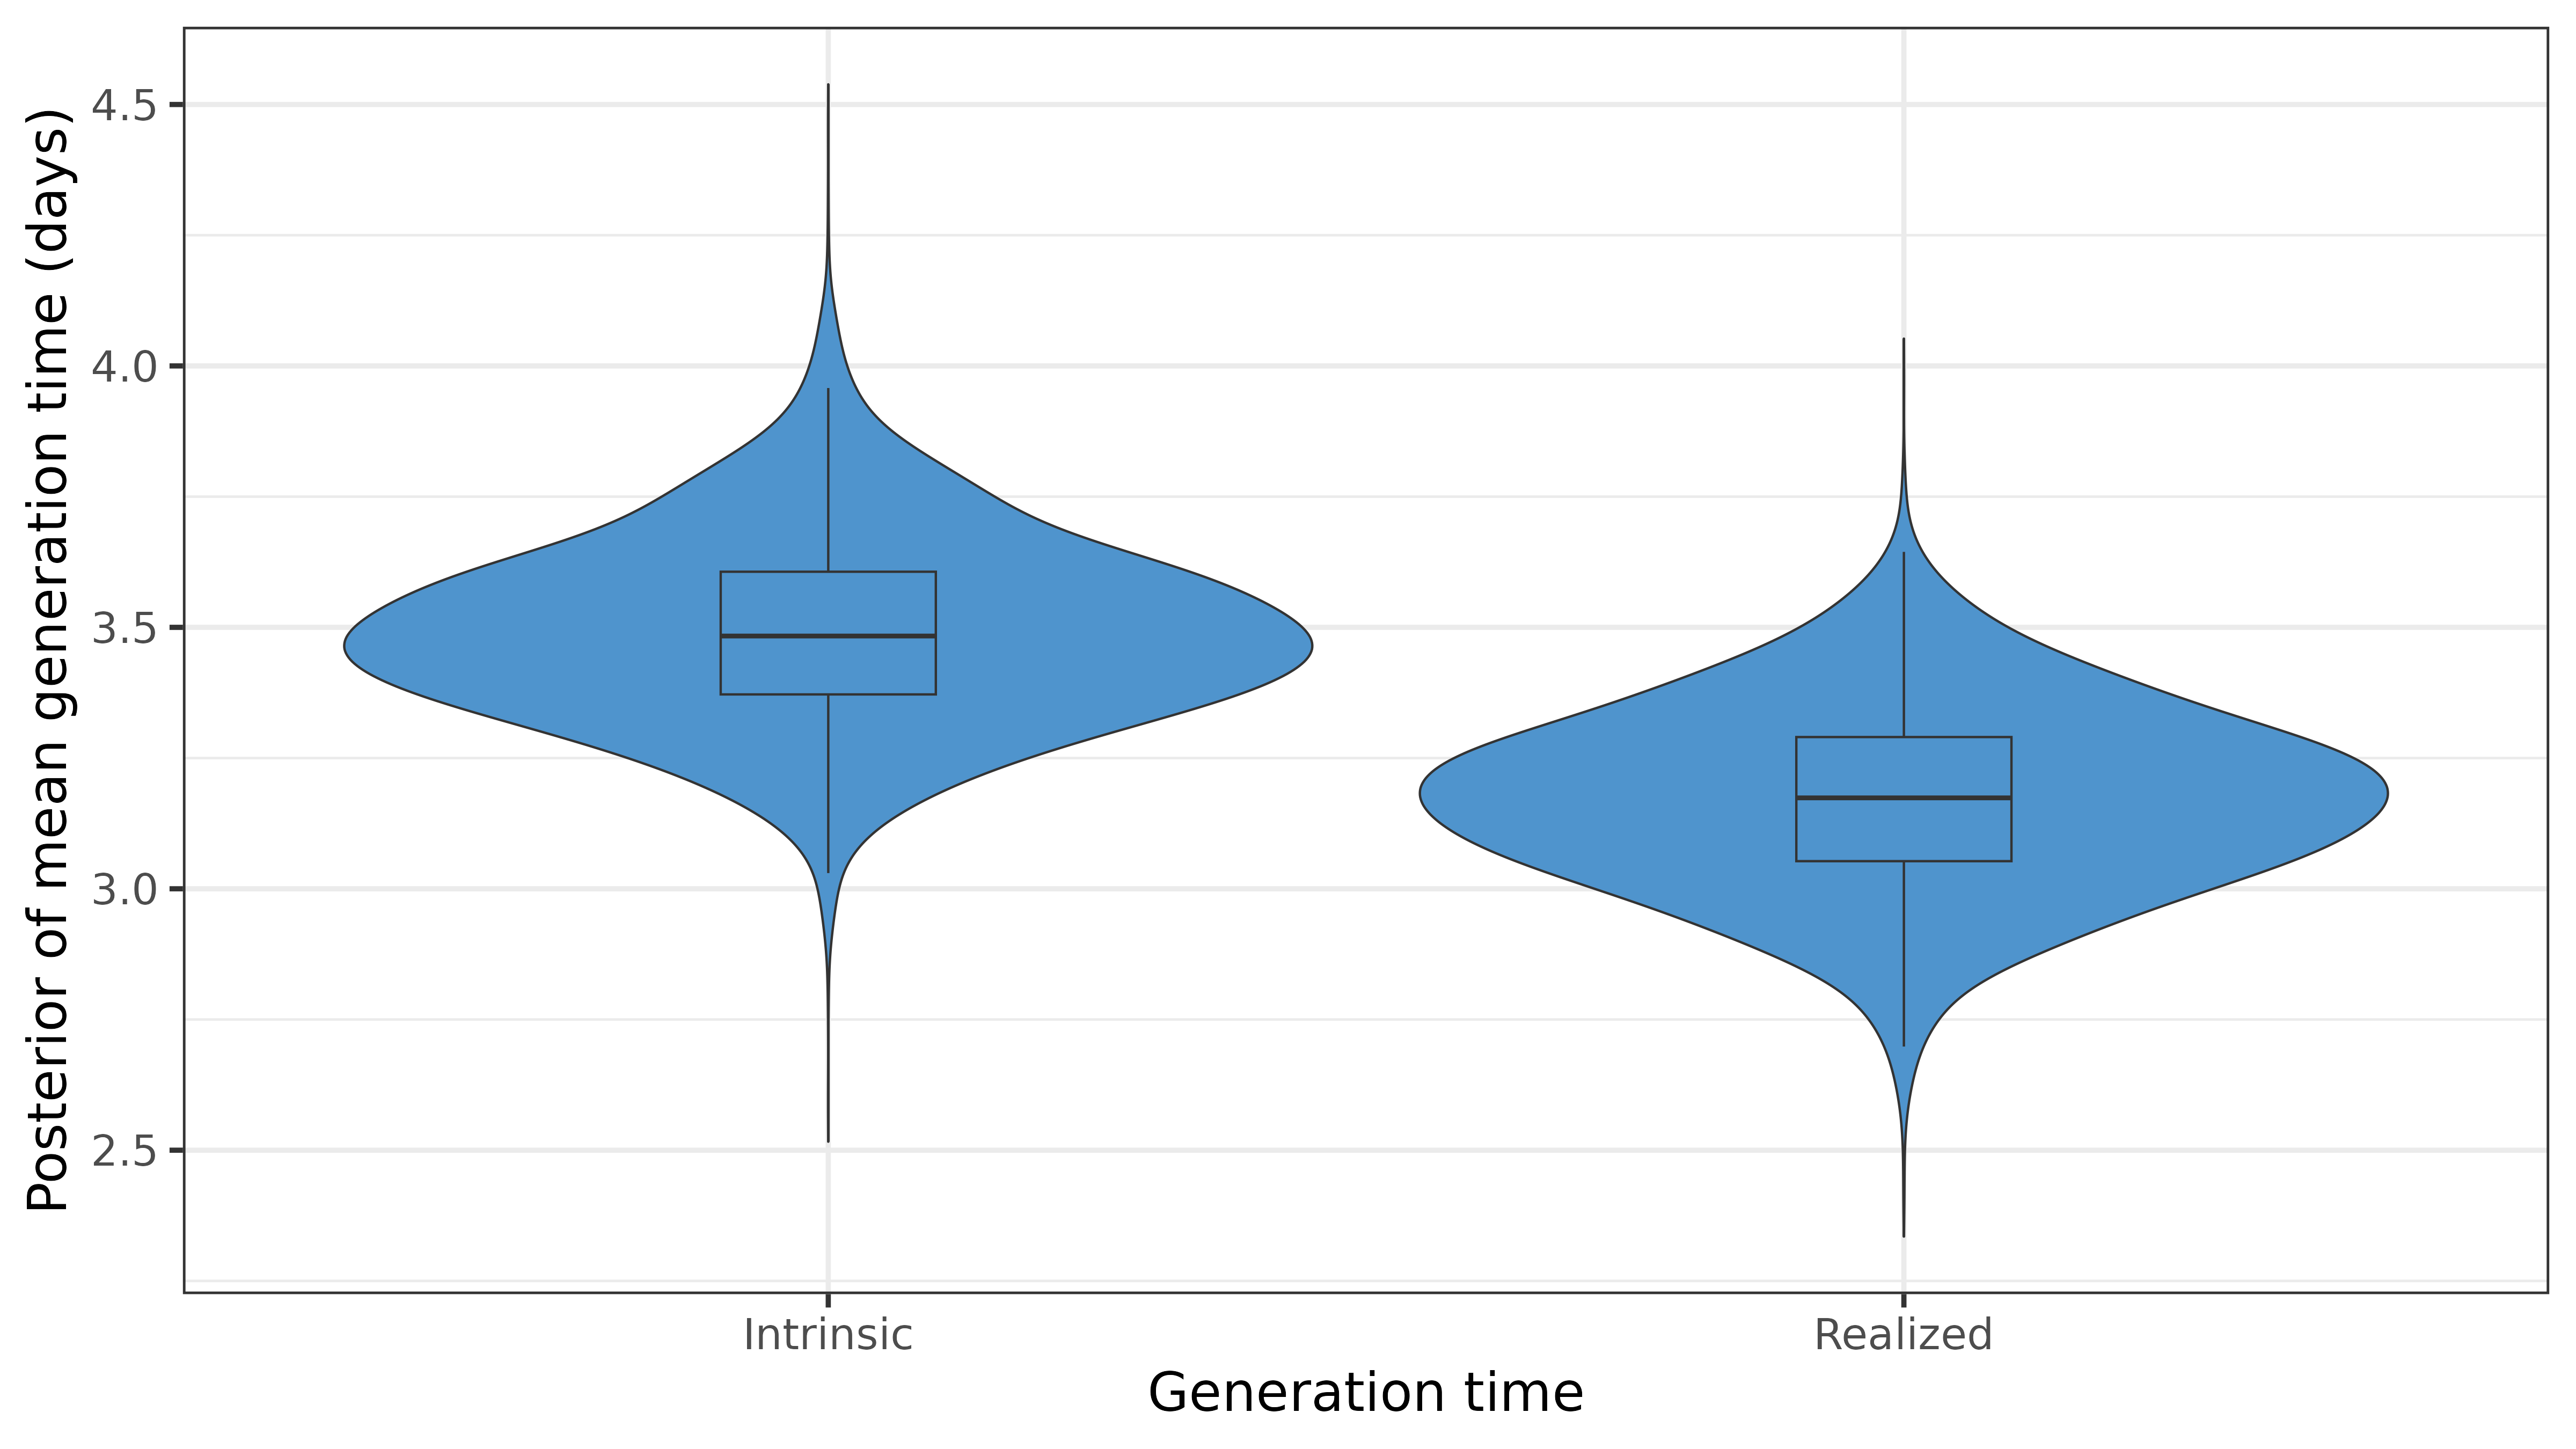 Posterior of mean generation time (days)
4.5
4.0
3.5
3.0
2.5
Intrinsic
Realized
Generation time